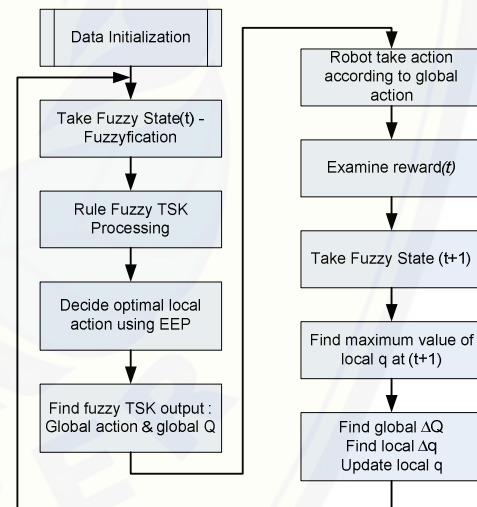 Data Initialization
Take Fuzzy State(t) -
Fuzzyfication
Rule Fuzzy TSK
Processing
Decide optimal local
action using EEP
Find fuzzy TSK output :
Global action & global Q
Robot take action
according to global
action
Examine reward(t)
Take Fuzzy State (t+1)
Find maximum value of
local q at (t+1)
Find global ΔQ
Find local Δq
Update local q